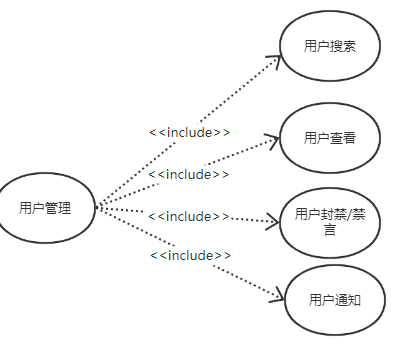 用户搜索
<<include>>
用户查看
<<include>>
用户管理
<<include>>
用户封禁/禁
言
<<include>>
用户通知